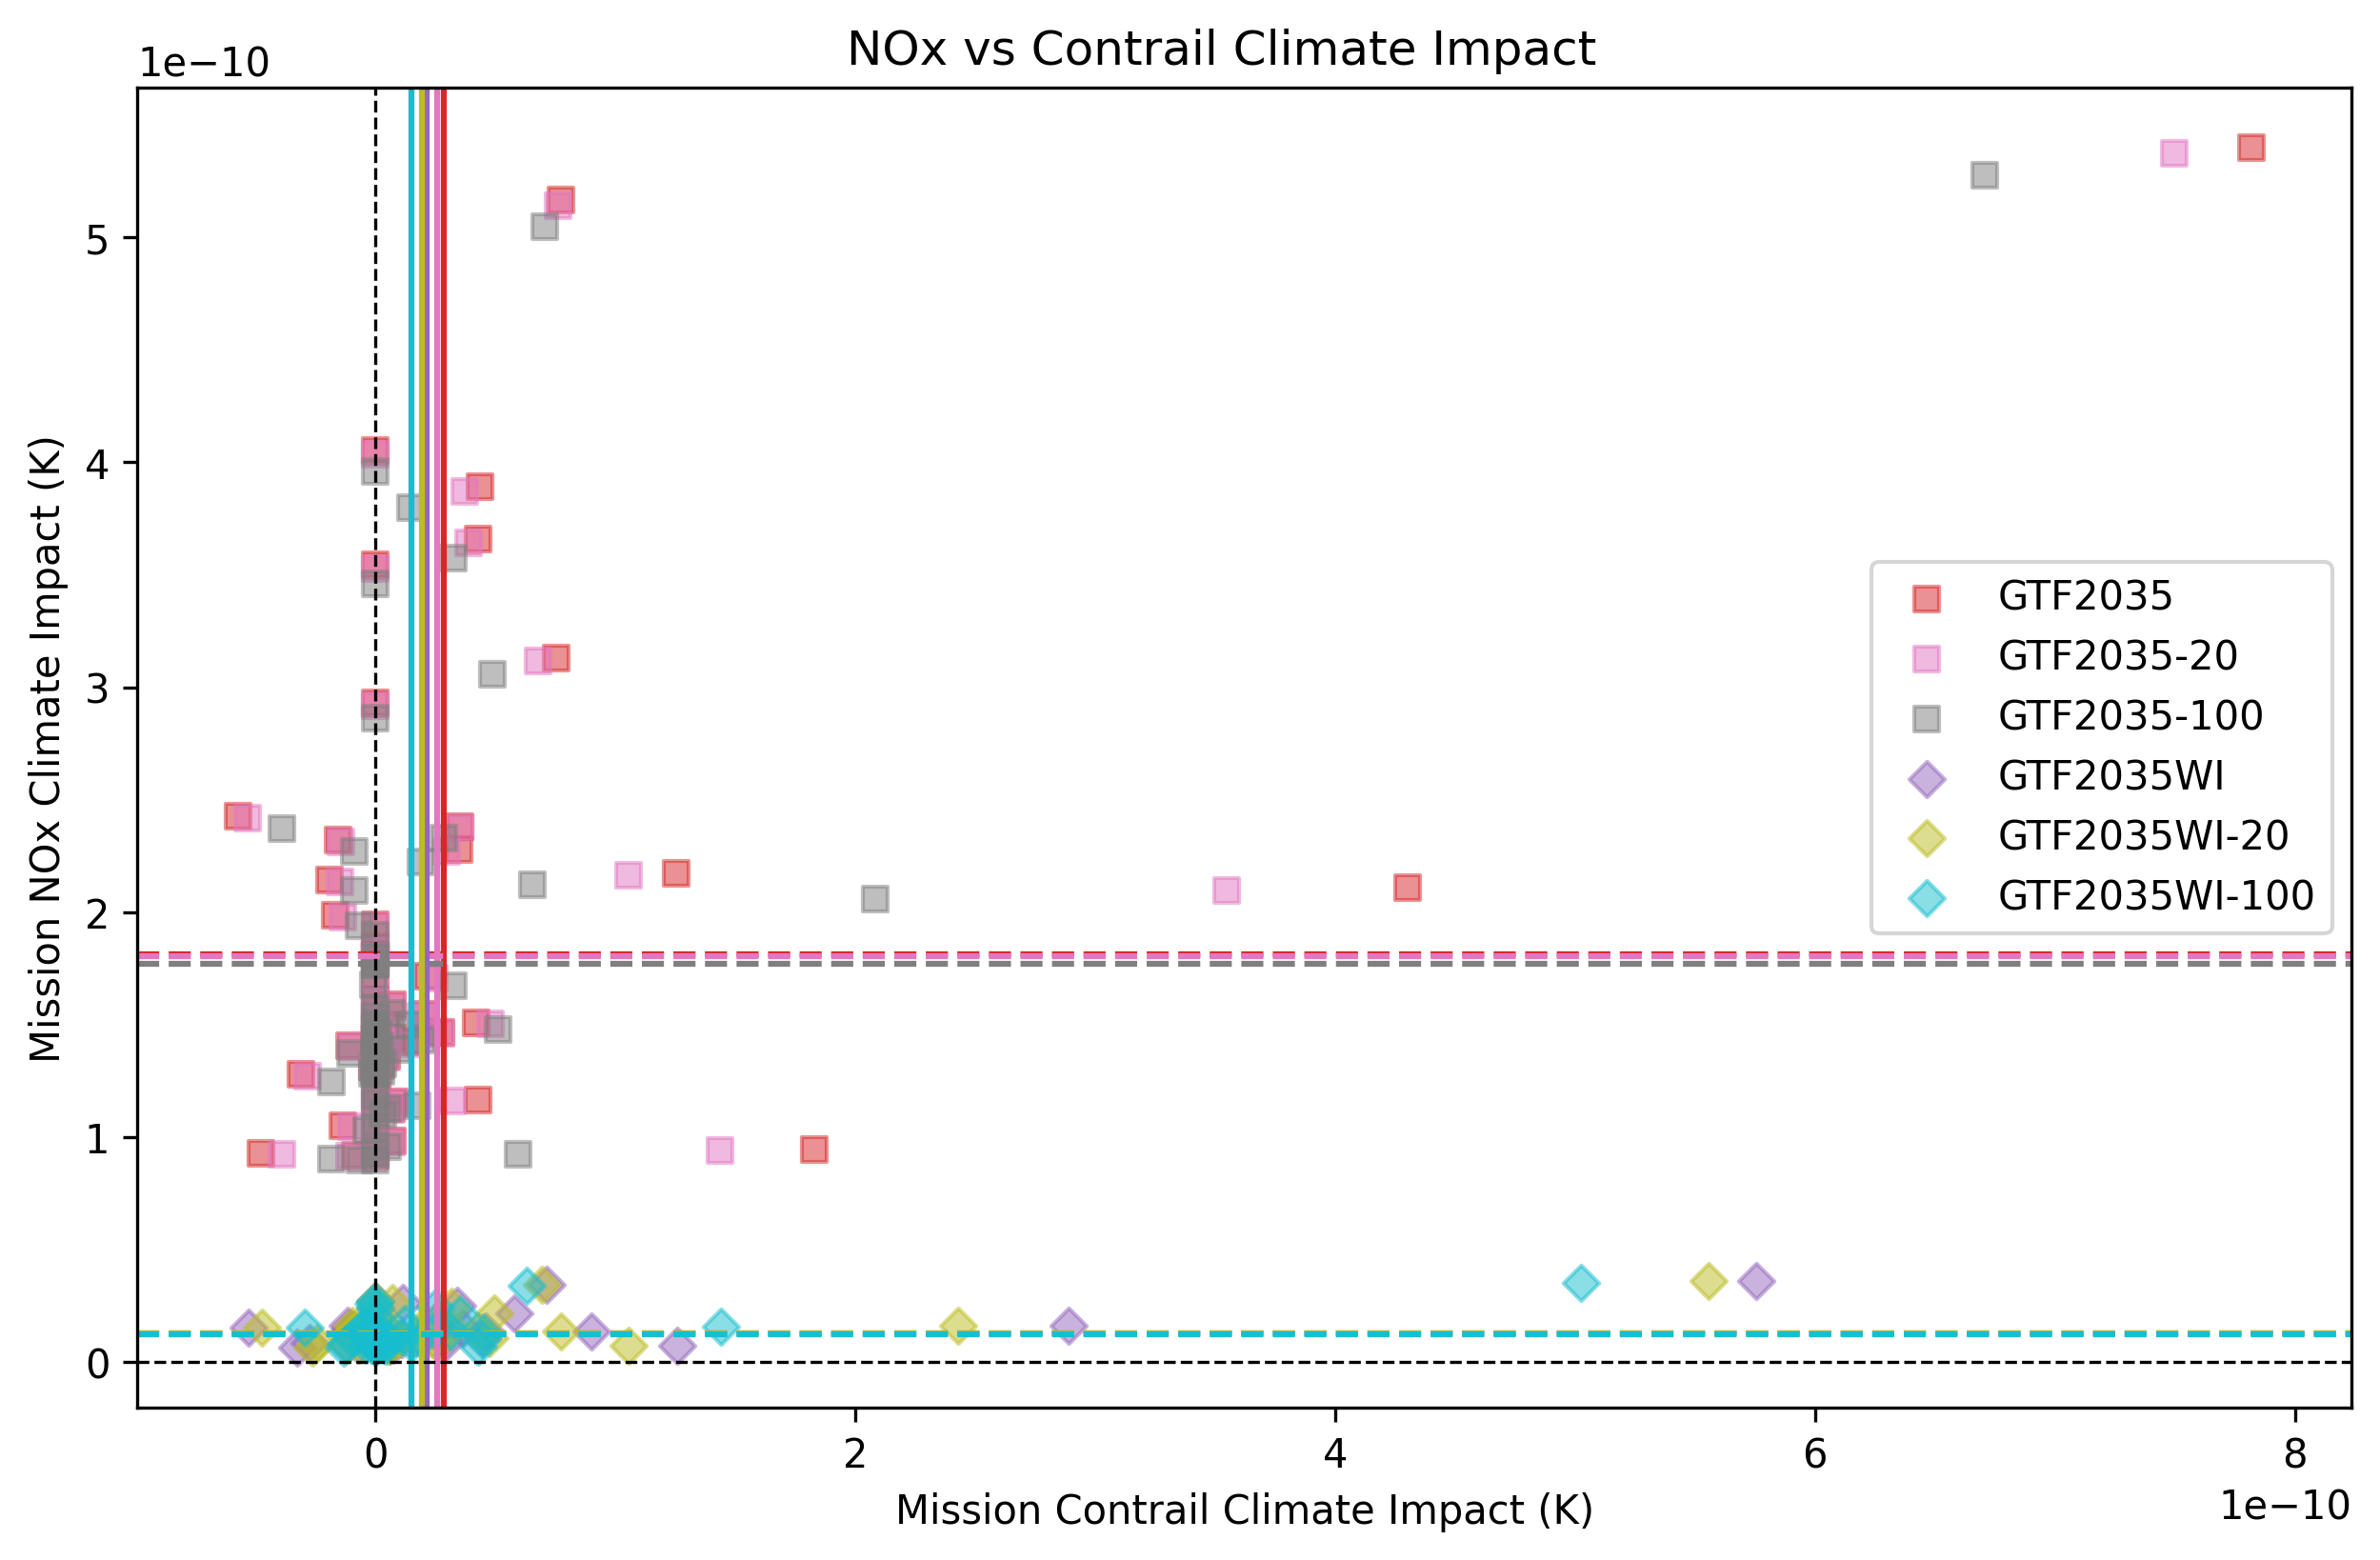 NOx vs Contrail Climate Impact
1e−10
Mission NOx Climate Impact (K)
5
4
3
2
1
0
GTF2035
GTF2035-20
GTF2035-100
GTF2035WI
GTF2035WI-20
GTF2035WI-100
0 2 4 6 8
1e−10
Mission Contrail Climate Impact (K)